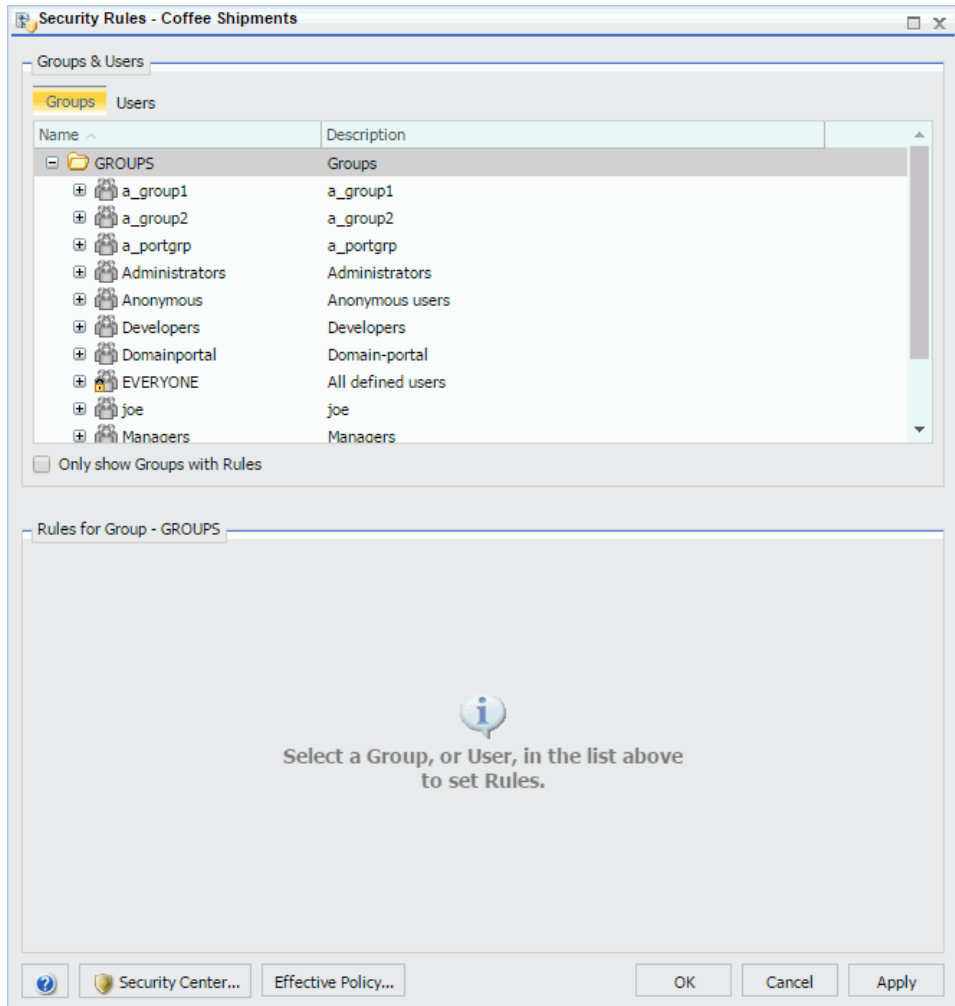 Security Rules - Coffee Shipments
Groups & Users
Groups Users
Name Description
GROUPS Groups
a_group1 a_group1
a_group2 a_group2
a_portgrp a_portgrp
Administrators Administrators
Anonymous Anonymous users
Developers Developers
Domainportal Domain-portal
EVERYONE All defined users
joe joe
Managers Managers
Only show Groups with Rules
Rules for Group - GROUPS
Select a Group, or User, in the list above
to set Rules.
Security Center... Effective Policy... OK Cancel Apply